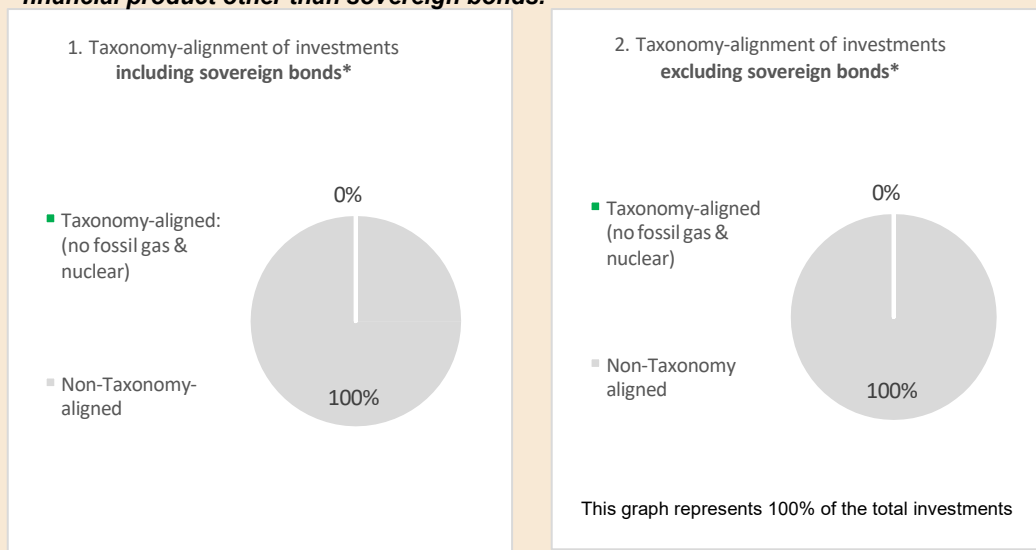 financial product other than sovereign bonds.
1. Taxonomy-alignment of investments
including sovereign bonds*
0%
Taxonomy-aligned:
(no fossil gas &
nuclear)
Non-Taxonomy-
aligned
100%
2. Taxonomy-alignment of investments
excluding sovereign bonds*
0%
Taxonomy-aligned
(no fossil gas &
nuclear)
Non-Taxonomy
aligned
100%
This graph represents 100% of the total investments